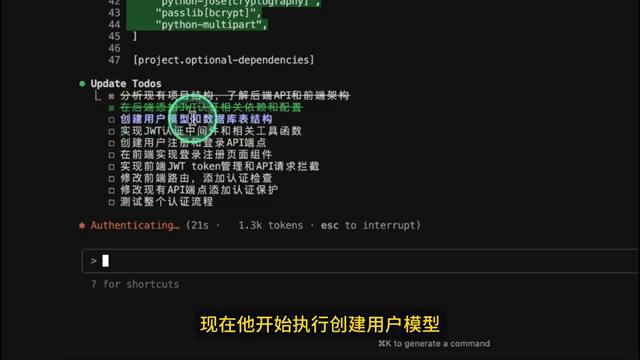 42 "python-jose[cryptography]",
43 "passlib[bcrypt]",
44 "python-multipart",
45 ]
46
47 [project.optional-dependencies]
● Update Todos
⎿ ☒ 分析现有项目结构，了解后端API和前端架构
☒ 在后端添加JWT认证相关依赖和配置
☐ 创建用户模型和数据库表结构
☐ 实现JWT认证中间件和相关工具函数
☐ 创建用户注册和登录API端点
☐ 在前端实现登录注册页面组件
☐ 实现前端JWT token管理和API请求拦截
☐ 修改前端路由，添加认证检查
☐ 修改现有API端点添加认证保护
☐ 测试整个认证流程
✱ Authenticating… (21s · 1.3k tokens · esc to interrupt)
>
? for shortcuts
现在他开始执行创建用户模型
⌘K to generate a command